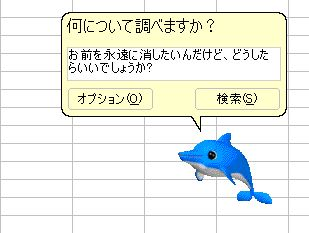 何について調べますか？
お前を永遠に消したいんだけど、どうした
らいいでしょうか?
オプション(O)
検索(S)